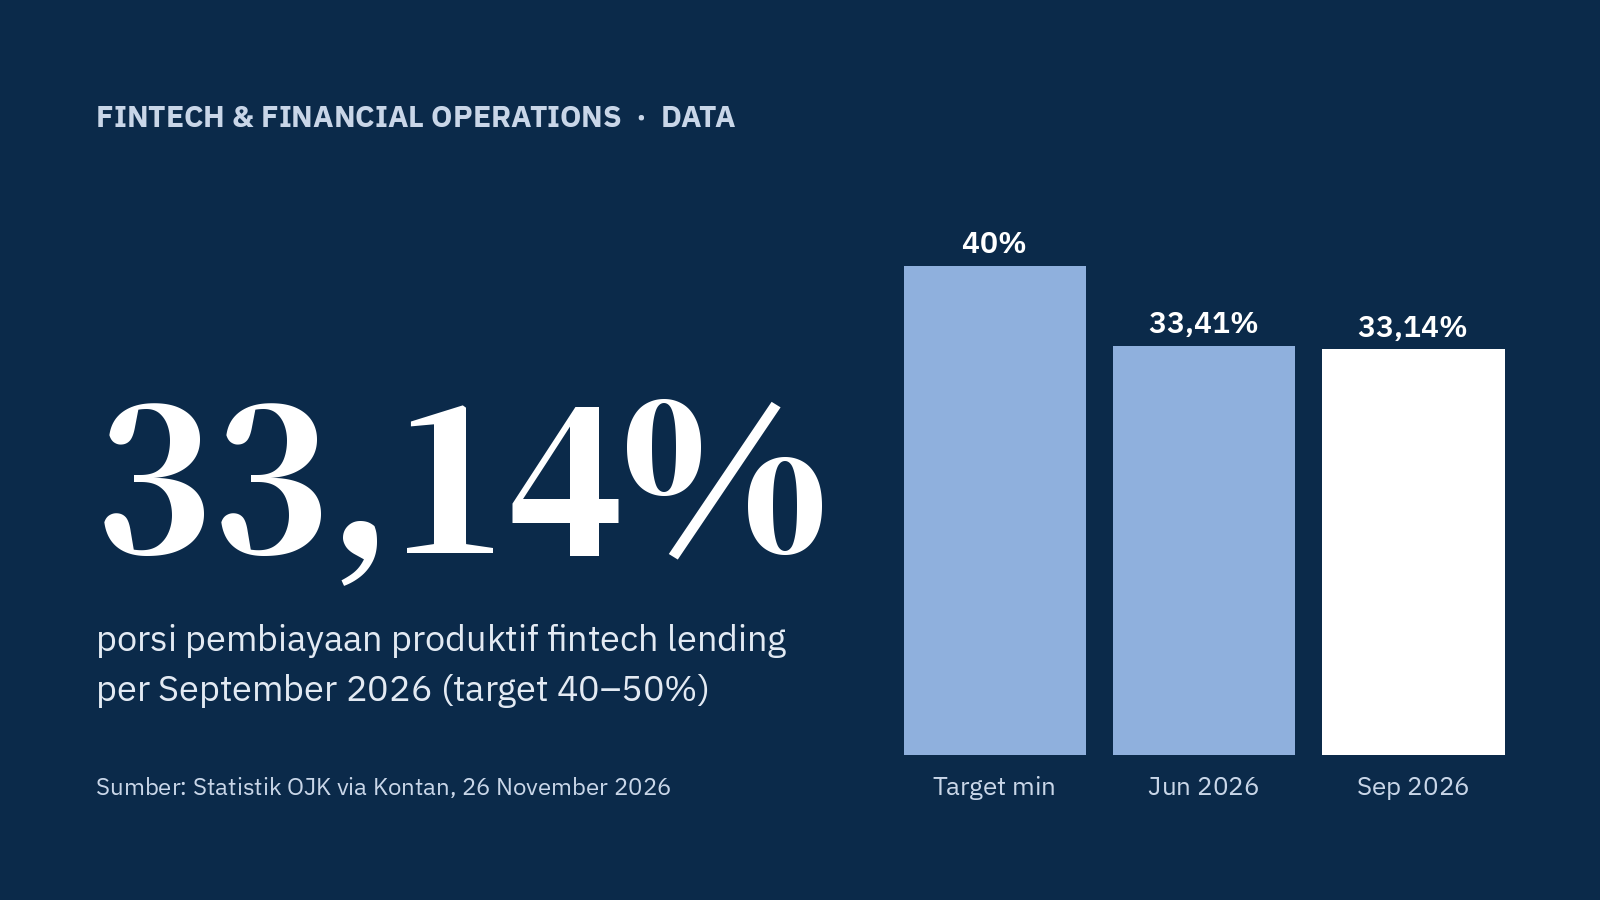 FINTECH & FINANCIAL OPERATIONS · DATA
33,14%
porsi pembiayaan produktif fintech lending
per September 2026 (target 40–50%)
Sumber: Statistik OJK via Kontan, 26 November 2026
40%
33,41%
33,14%
Target min
Jun 2026
Sep 2026